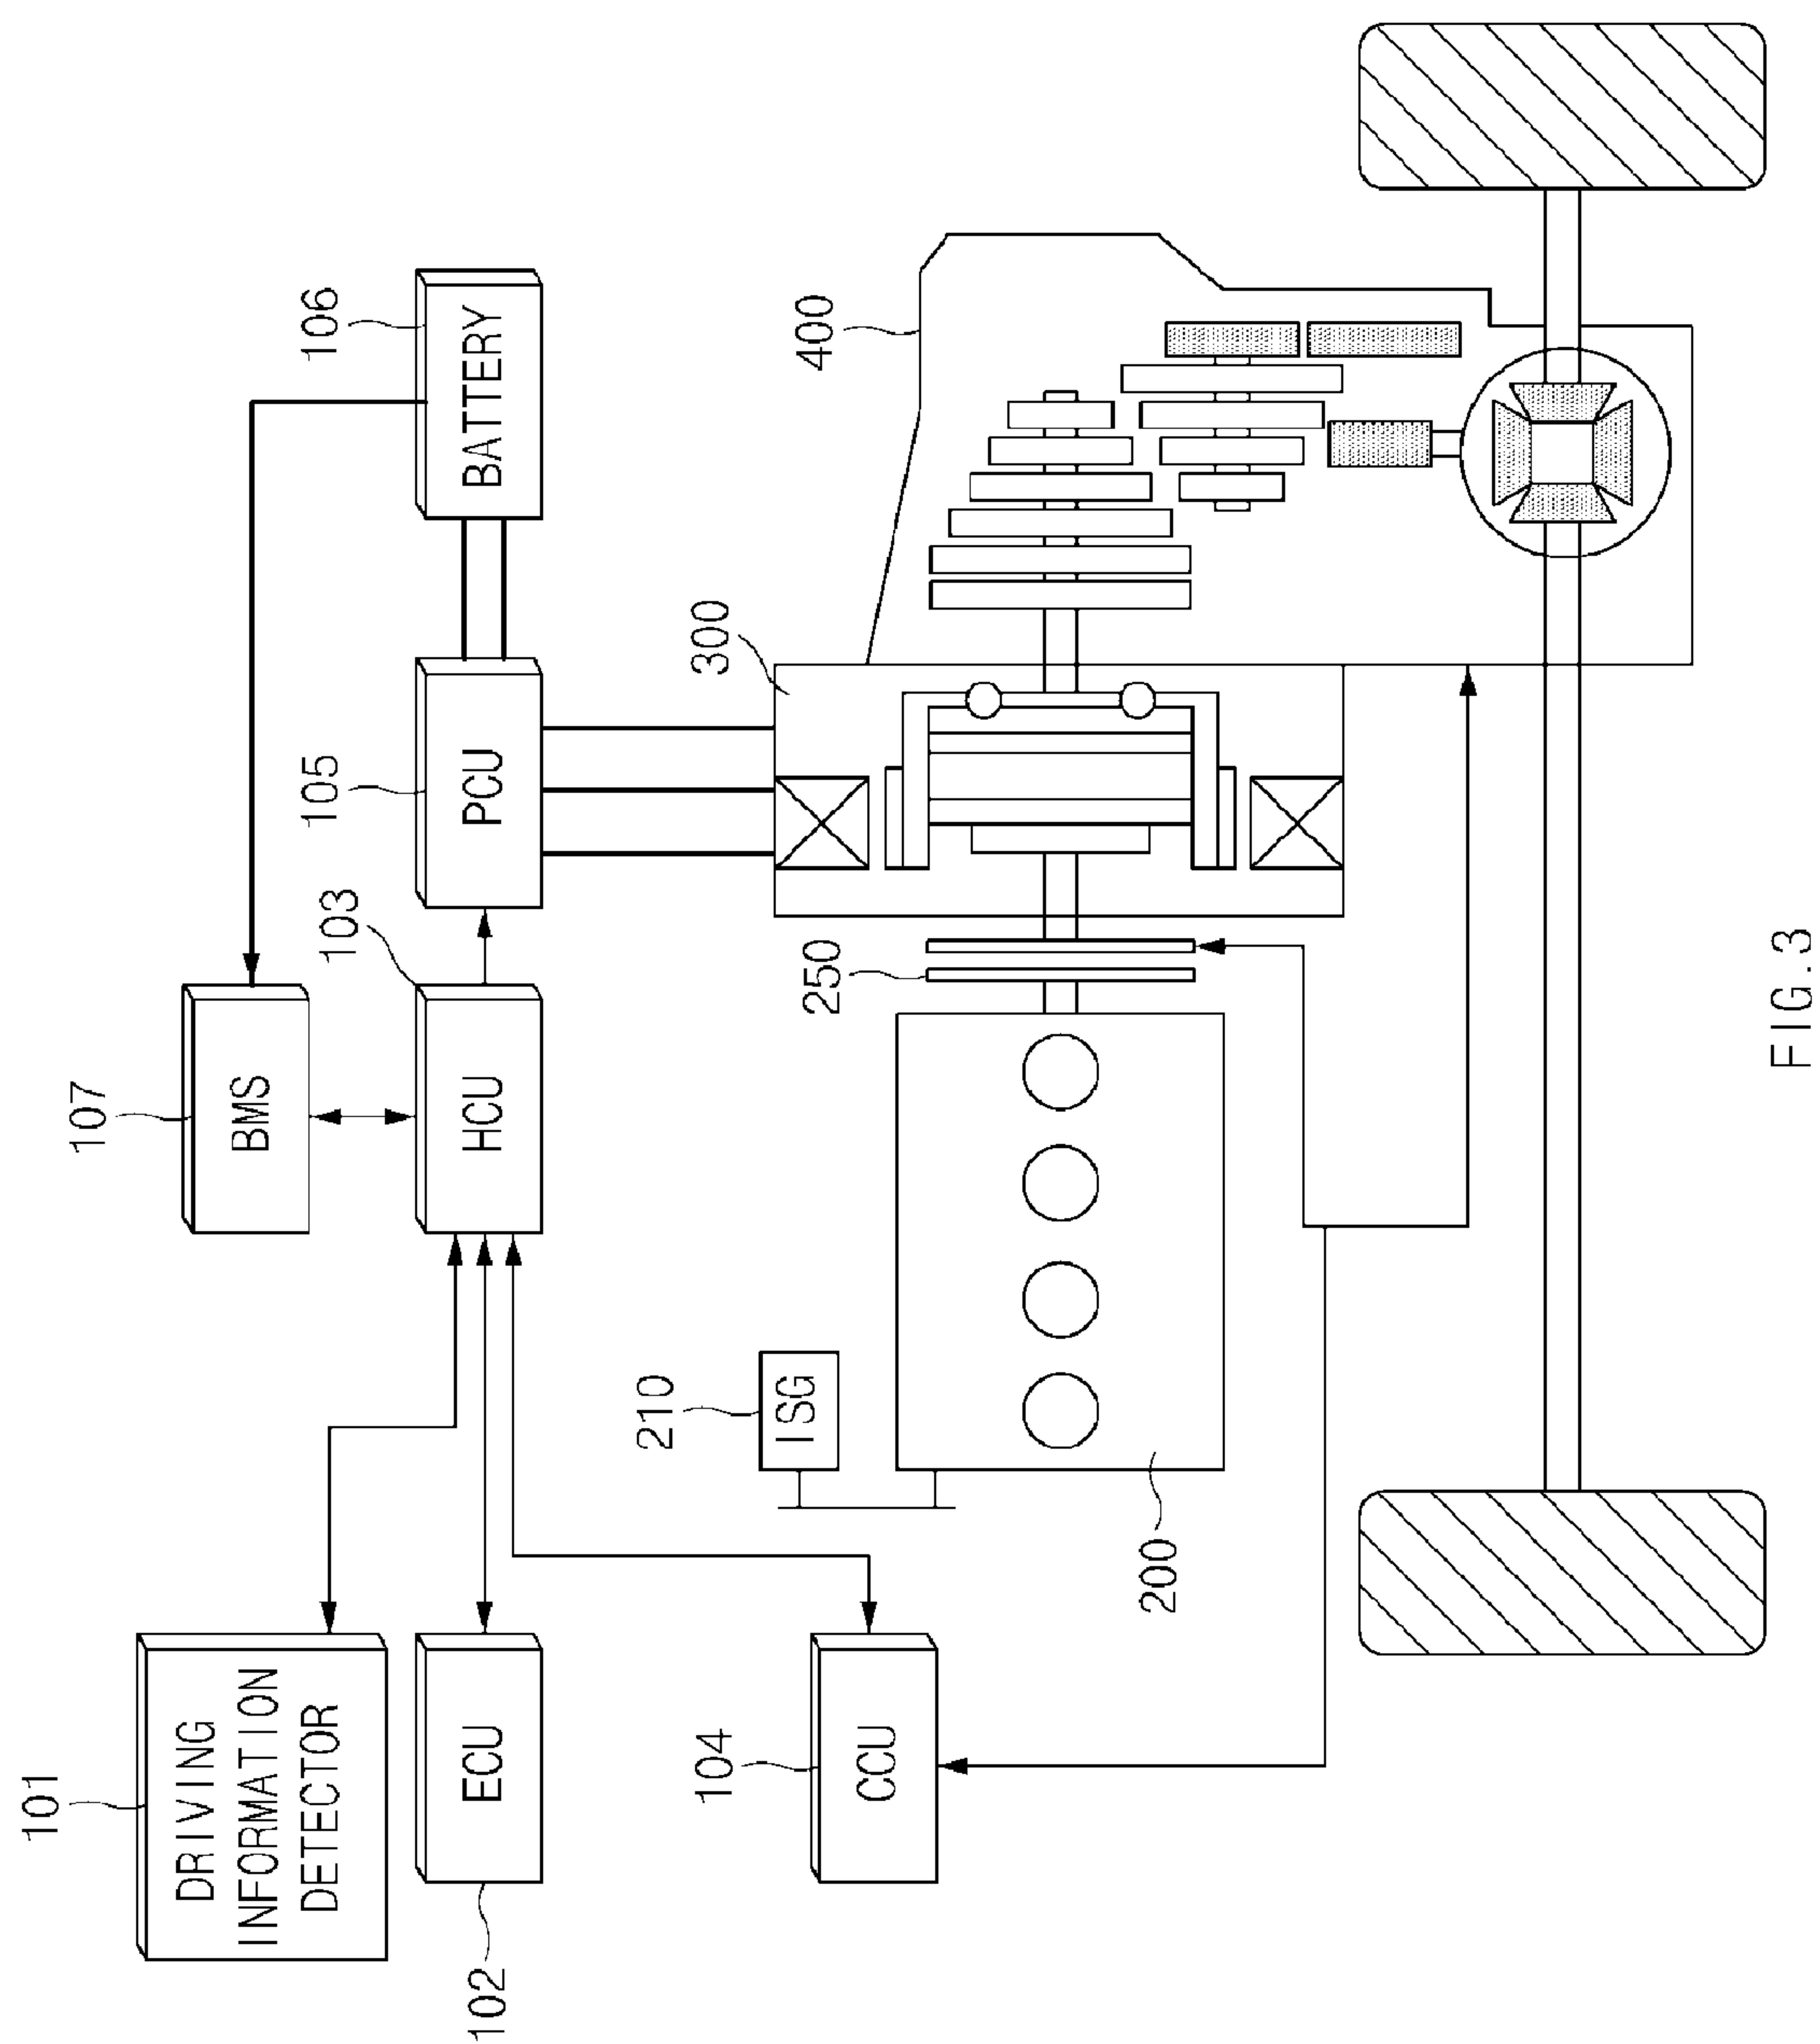 101
DRIVING
INFORMATION
DETECTOR
107
BMS
106
BATTERY
102
ECU
103
HCU
105
PCU
104
CCU
210
ISG
250
300
400
200
FIG.3